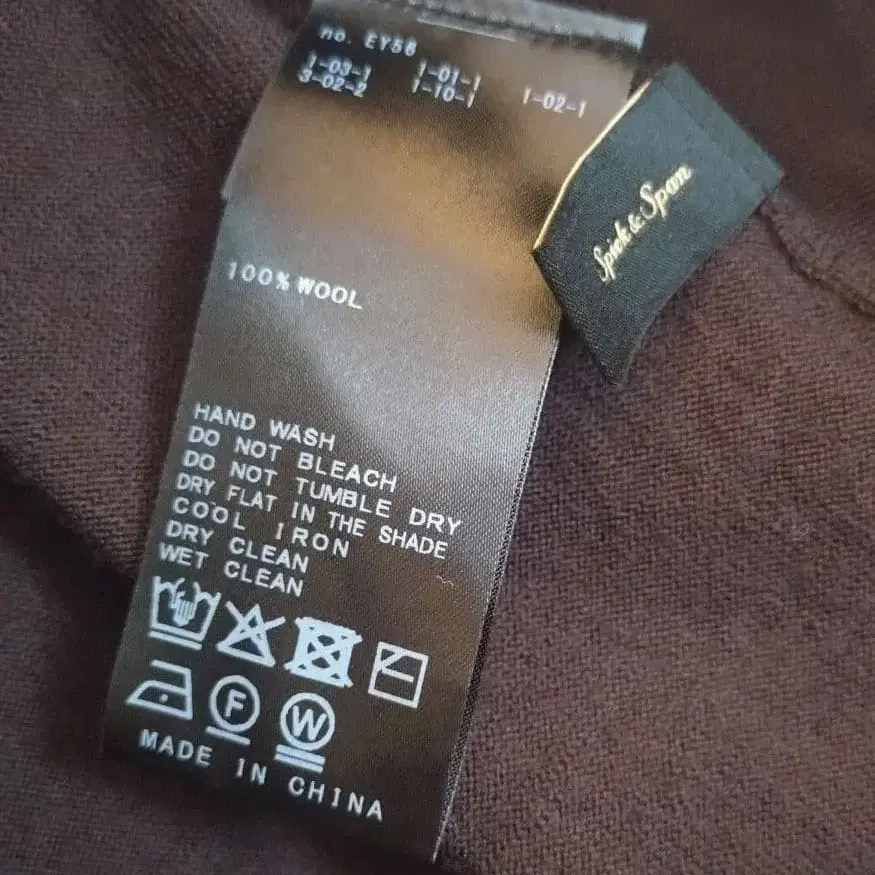 no. EY56
1-03-1 1-01-1
3-02-2 1-10-1 1-02-1
Spick & Span
100% WOOL
HAND WASH
DO NOT BLEACH
DO NOT TUMBLE DRY
DRY FLAT IN THE SHADE
COOL IRON
DRY CLEAN
WET CLEAN
F
W
MADE IN CHINA